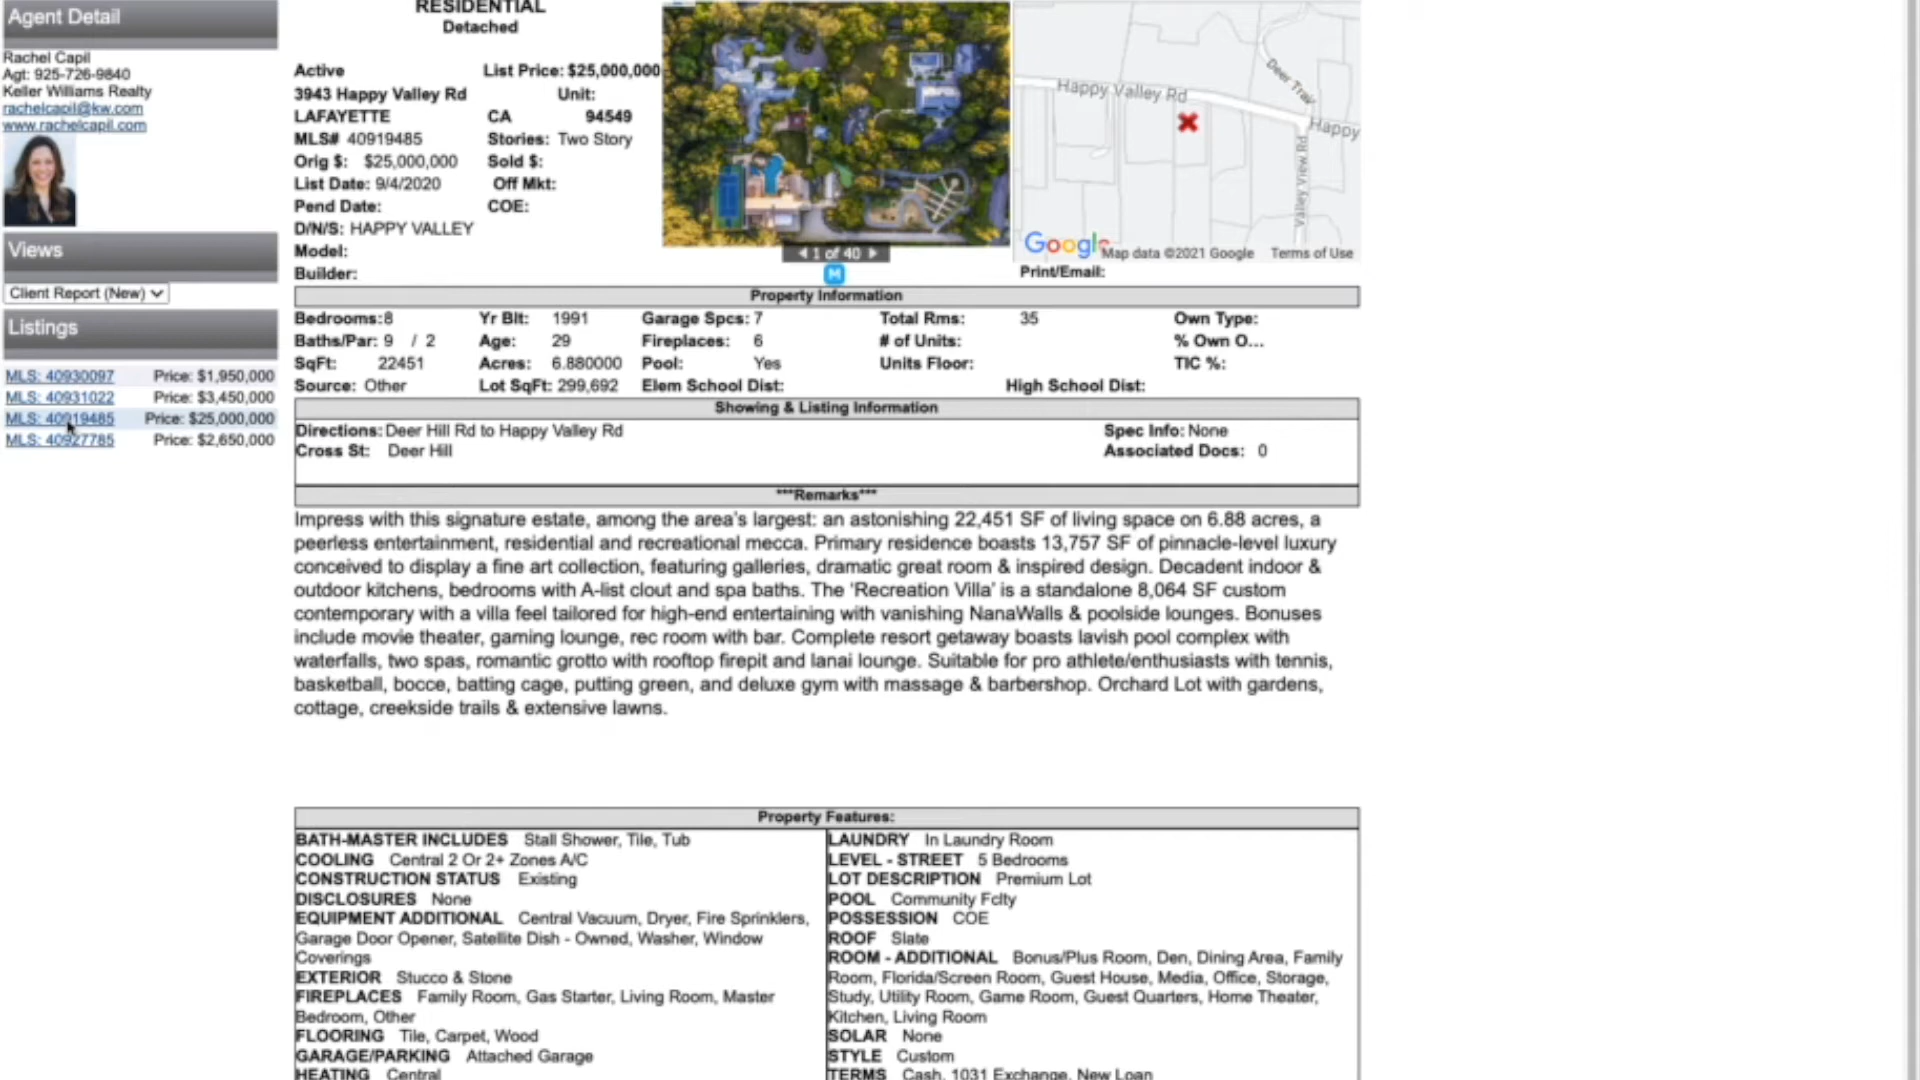 Agent Detail
Rachel Capil
Agt: 925-726-9840
Keller Williams Realty
rachelcapil@kw.com
www.rachelcapil.com
Views
Client Report (New)
Listings
MLS: 40930097 Price: $1,950,000
MLS: 40931022 Price: $3,450,000
MLS: 40919485 Price: $25,000,000
MLS: 40927785 Price: $2,650,000
RESIDENTIAL
Detached
Active List Price: $25,000,000
3943 Happy Valley Rd Unit:
LAFAYETTE CA 94549
MLS# 40919485 Stories: Two Story
Orig $: $25,000,000 Sold $:
List Date: 9/4/2020 Off Mkt:
Pend Date: COE:
D/N/S: HAPPY VALLEY
Model:
Builder:
1 of 40
M
Happy Valley Rd
Deer Trai
Happy
Valley View Rd
Google
Map data ©2021 Google Terms of Use
Print/Email:
Property Information
Bedrooms:8 Yr Blt: 1991 Garage Spcs: 7 Total Rms: 35 Own Type:
Baths/Par: 9 / 2 Age: 29 Fireplaces: 6 # of Units: % Own O...
SqFt: 22451 Acres: 6.880000 Pool: Yes Units Floor: TIC %:
Source: Other Lot SqFt: 299,692 Elem School Dist: High School Dist:
Showing & Listing Information
Directions: Deer Hill Rd to Happy Valley Rd Spec Info: None
Cross St: Deer Hill Associated Docs: 0
***Remarks***
Impress with this signature estate, among the area's largest: an astonishing 22,451 SF of living space on 6.88 acres, a
peerless entertainment, residential and recreational mecca. Primary residence boasts 13,757 SF of pinnacle-level luxury
conceived to display a fine art collection, featuring galleries, dramatic great room & inspired design. Decadent indoor &
outdoor kitchens, bedrooms with A-list clout and spa baths. The 'Recreation Villa' is a standalone 8,064 SF custom
contemporary with a villa feel tailored for high-end entertaining with vanishing NanaWalls & poolside lounges. Bonuses
include movie theater, gaming lounge, rec room with bar. Complete resort getaway boasts lavish pool complex with
waterfalls, two spas, romantic grotto with rooftop firepit and lanai lounge. Suitable for pro athlete/enthusiasts with tennis,
basketball, bocce, batting cage, putting green, and deluxe gym with massage & barbershop. Orchard Lot with gardens,
cottage, creekside trails & extensive lawns.
Property Features:
BATH-MASTER INCLUDES Stall Shower, Tile, Tub
COOLING Central 2 Or 2+ Zones A/C
CONSTRUCTION STATUS Existing
DISCLOSURES None
EQUIPMENT ADDITIONAL Central Vacuum, Dryer, Fire Sprinklers,
Garage Door Opener, Satellite Dish - Owned, Washer, Window
Coverings
EXTERIOR Stucco & Stone
FIREPLACES Family Room, Gas Starter, Living Room, Master
Bedroom, Other
FLOORING Tile, Carpet, Wood
GARAGE/PARKING Attached Garage
HEATING Central
LAUNDRY In Laundry Room
LEVEL - STREET 5 Bedrooms
LOT DESCRIPTION Premium Lot
POOL Community Fclty
POSSESSION COE
ROOF Slate
ROOM - ADDITIONAL Bonus/Plus Room, Den, Dining Area, Family
Room, Florida/Screen Room, Guest House, Media, Office, Storage,
Study, Utility Room, Game Room, Guest Quarters, Home Theater,
Kitchen, Living Room
SOLAR None
STYLE Custom
TERMS Cash, 1031 Exchange, New Loan